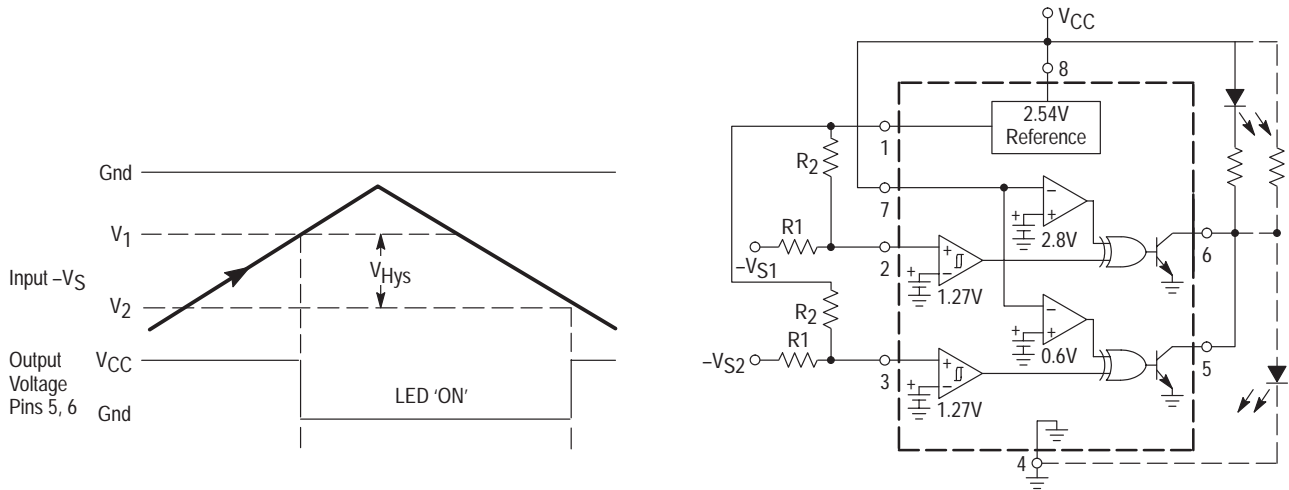 Gnd
V1
Input –VS
VHys
V2
Output
Voltage
Pins 5, 6
VCC
LED 'ON'
Gnd
VCC
8
2.54V
Reference
1
R2
7
–
+
+
2.8V
6
R1
–VS1
2
+
+
–
1.27V
R2
–
+
+
0.6V
R1
–VS2
3
+
+
–
1.27V
5
4